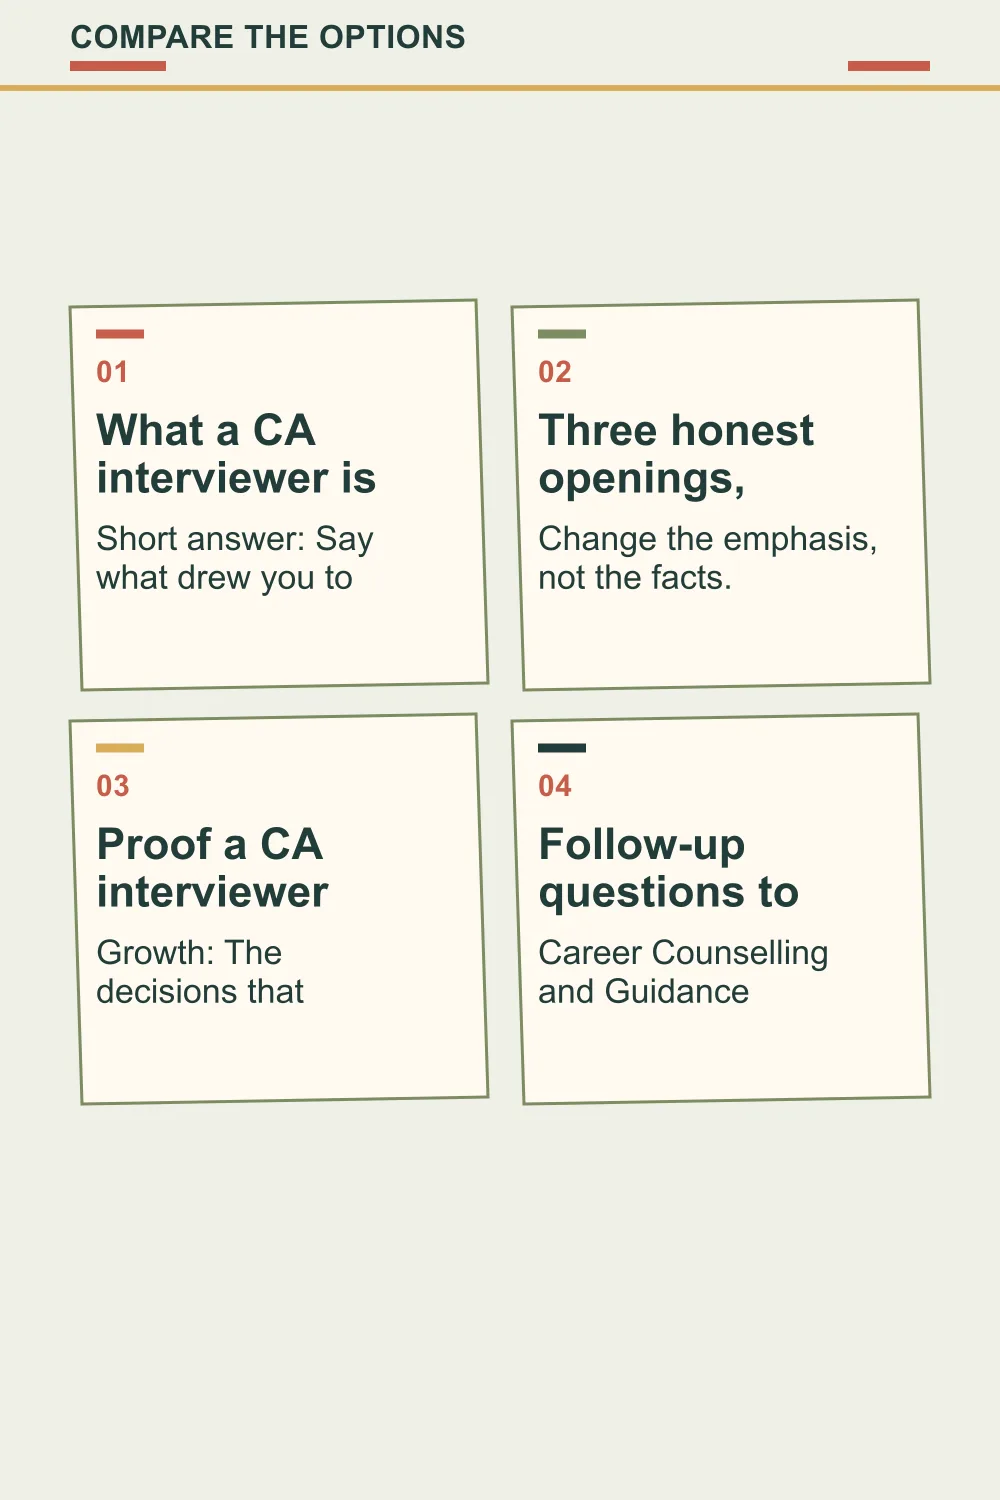 COMPARE THE OPTIONS
01
What a CA
interviewer is
Short answer: Say
what drew you to
02
Three honest
openings,
Change the emphasis,
not the facts.
03
Proof a CA
interviewer
Growth: The
decisions that
04
Follow-up
questions to
Career Counselling
and Guidance